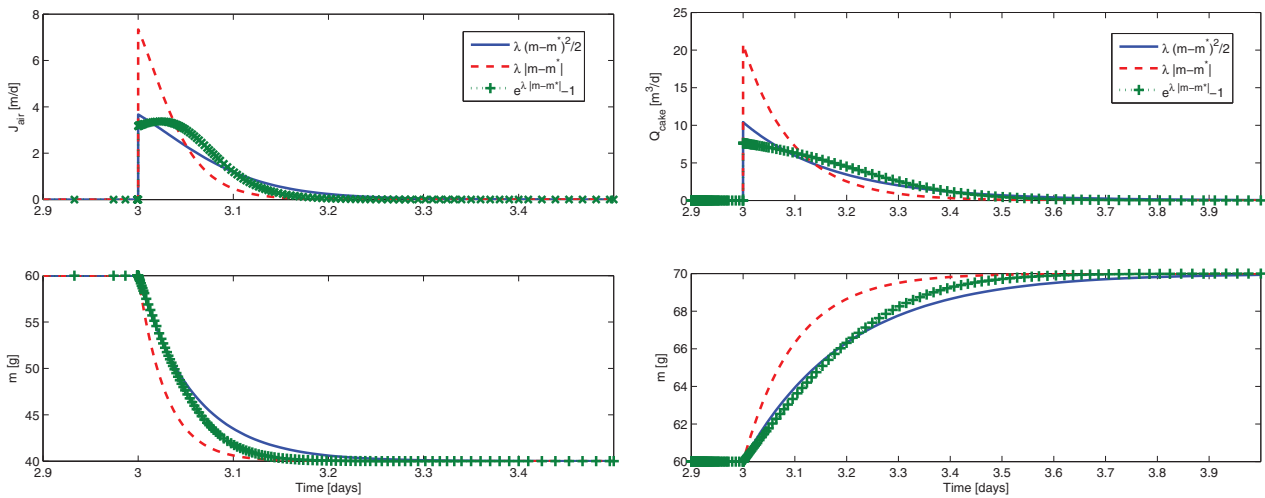 8
6
4
2
0
J_air [m/d]
λ (m−m*)²/2
λ |m−m*|
e^λ |m−m*|−1
2.9 3 3.1 3.2 3.3 3.4
60
55
50
45
40
m [g]
2.9 3 3.1 3.2 3.3 3.4
Time [days]
25
20
15
10
5
0
Q_cake [m³/d]
λ (m−m*)²/2
λ |m−m*|
e^λ |m−m*|−1
2.9 3 3.1 3.2 3.3 3.4 3.5 3.6 3.7 3.8 3.9
70
68
66
64
62
60
m [g]
2.9 3 3.1 3.2 3.3 3.4 3.5 3.6 3.7 3.8 3.9
Time [days]